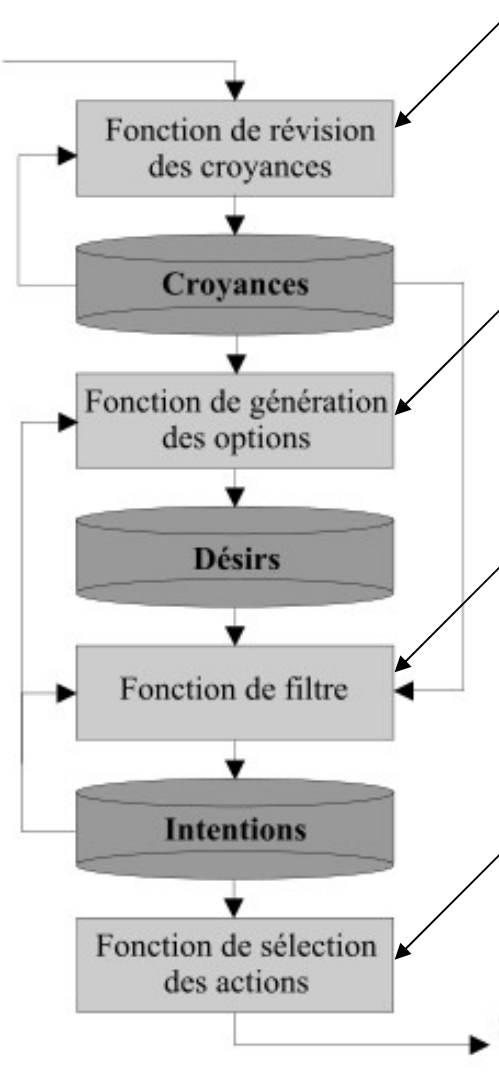 Fonction de révision
des croyances
Croyances
Fonction de génération
des options
Désirs
Fonction de filtre
Intentions
Fonction de sélection
des actions